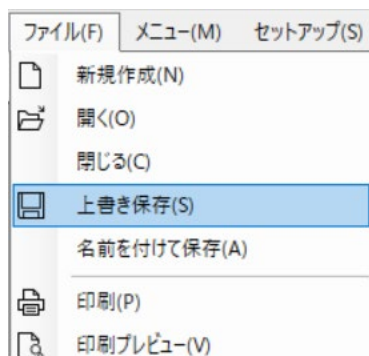 ファイル(F) メニュー(M) セットアップ(S)
新規作成(N)
開く(O)
閉じる(C)
上書き保存(S)
名前を付けて保存(A)
印刷(P)
印刷プレビュー(V)